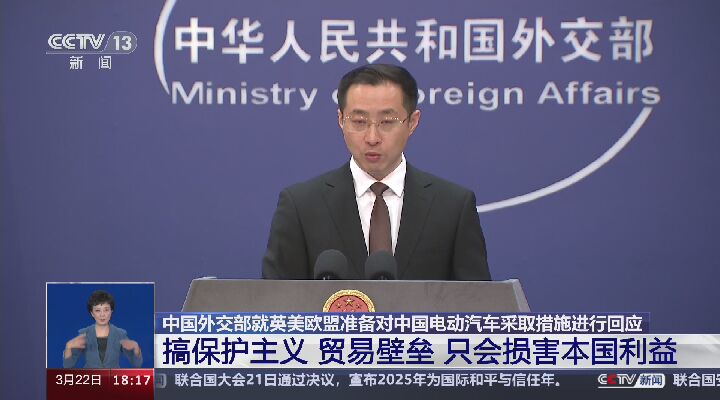 CCTV 13
新闻
中华人民共和国外交部
Ministry of Foreign Affairs
中国外交部就英美欧盟准备对中国电动汽车采取措施进行回应
搞保护主义 贸易壁垒 只会损害本国利益
3月22日 18:17 联合国大会21日通过决议，宣布2025年为国际和平与信任年。 CCTV 新闻 联合国大